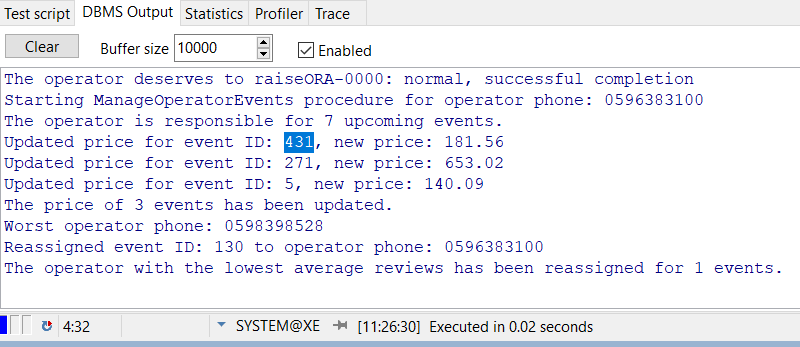 Test script DBMS Output Statistics Profiler Trace
Clear Buffer size 10000 Enabled
The operator deserves to raiseORA-0000: normal, successful completion
Starting ManageOperatorEvents procedure for operator phone: 0596383100
The operator is responsible for 7 upcoming events.
Updated price for event ID: 431, new price: 181.56
Updated price for event ID: 271, new price: 653.02
Updated price for event ID: 5, new price: 140.09
The price of 3 events has been updated.
Worst operator phone: 0598398528
Reassigned event ID: 130 to operator phone: 0596383100
The operator with the lowest average reviews has been reassigned for 1 events.
4:32 SYSTEM@XE [11:26:30] Executed in 0.02 seconds